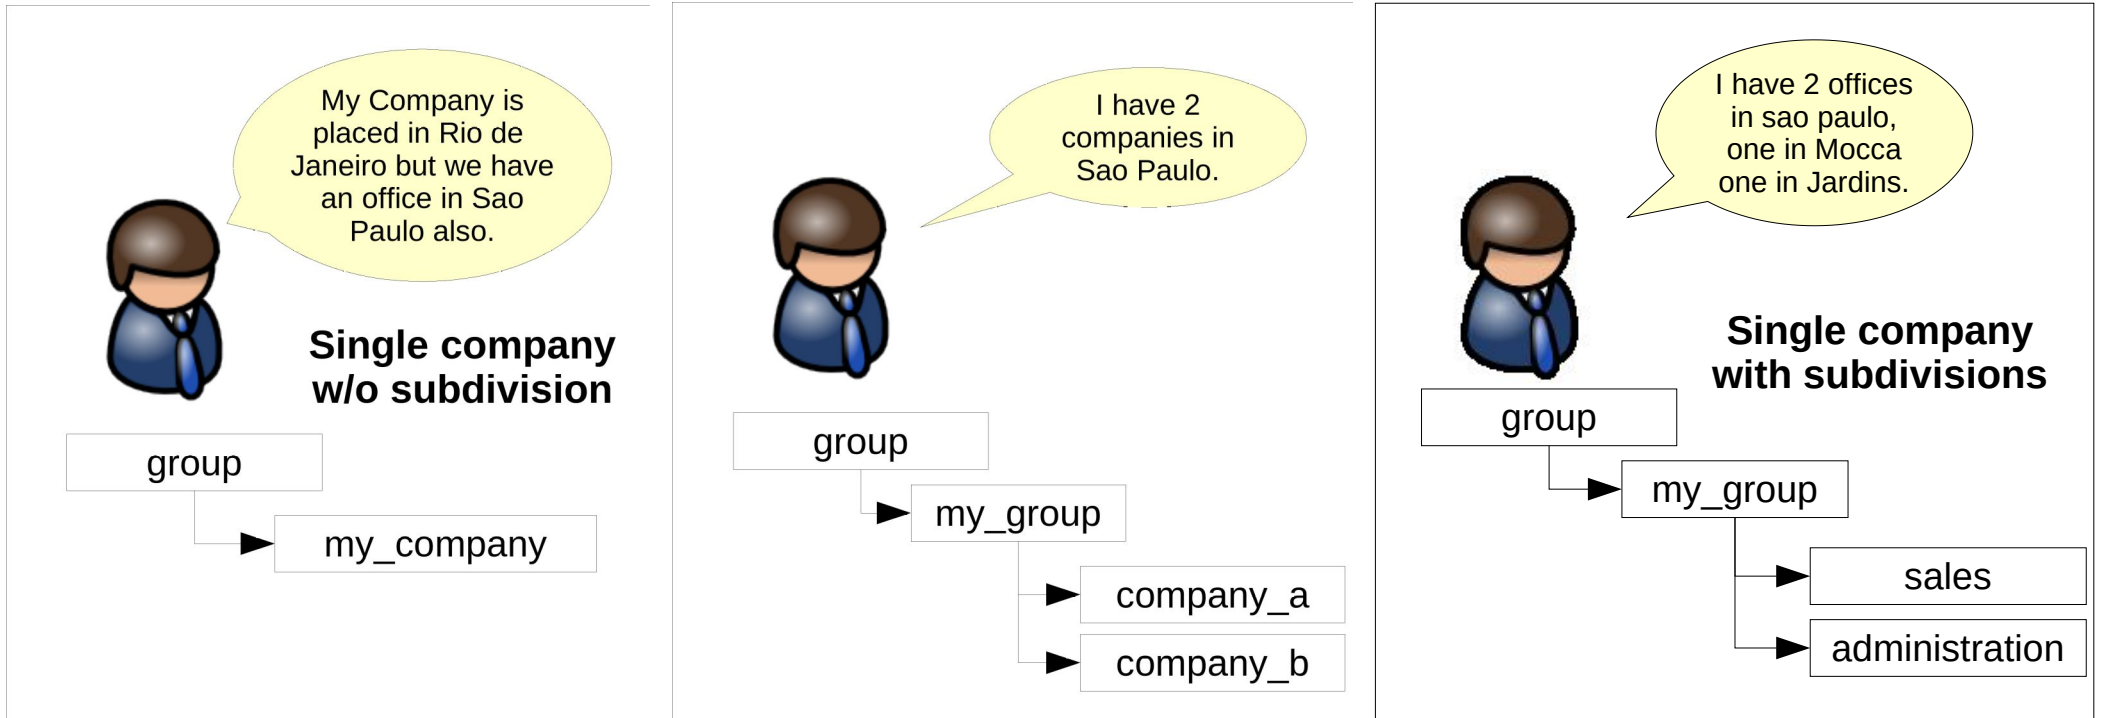 My Company is
placed in Rio de
Janeiro but we have
an office in Sao
Paulo also.
Single company
w/o subdivision
group
my_company
I have 2
companies in
Sao Paulo.
group
my_group
company_a
company_b
I have 2 offices
in sao paulo,
one in Mocca
one in Jardins.
Single company
with subdivisions
group
my_group
sales
administration